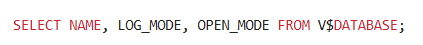 SELECT NAME, LOG_MODE, OPEN_MODE FROM V$DATABASE;